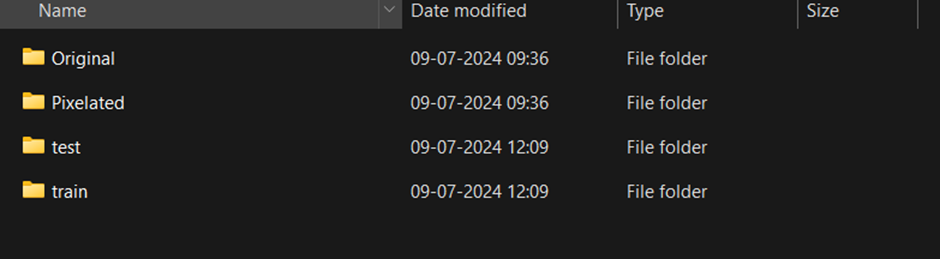 Name Date modified Type Size
Original 09-07-2024 09:36 File folder
Pixelated 09-07-2024 09:36 File folder
test 09-07-2024 12:09 File folder
train 09-07-2024 12:09 File folder